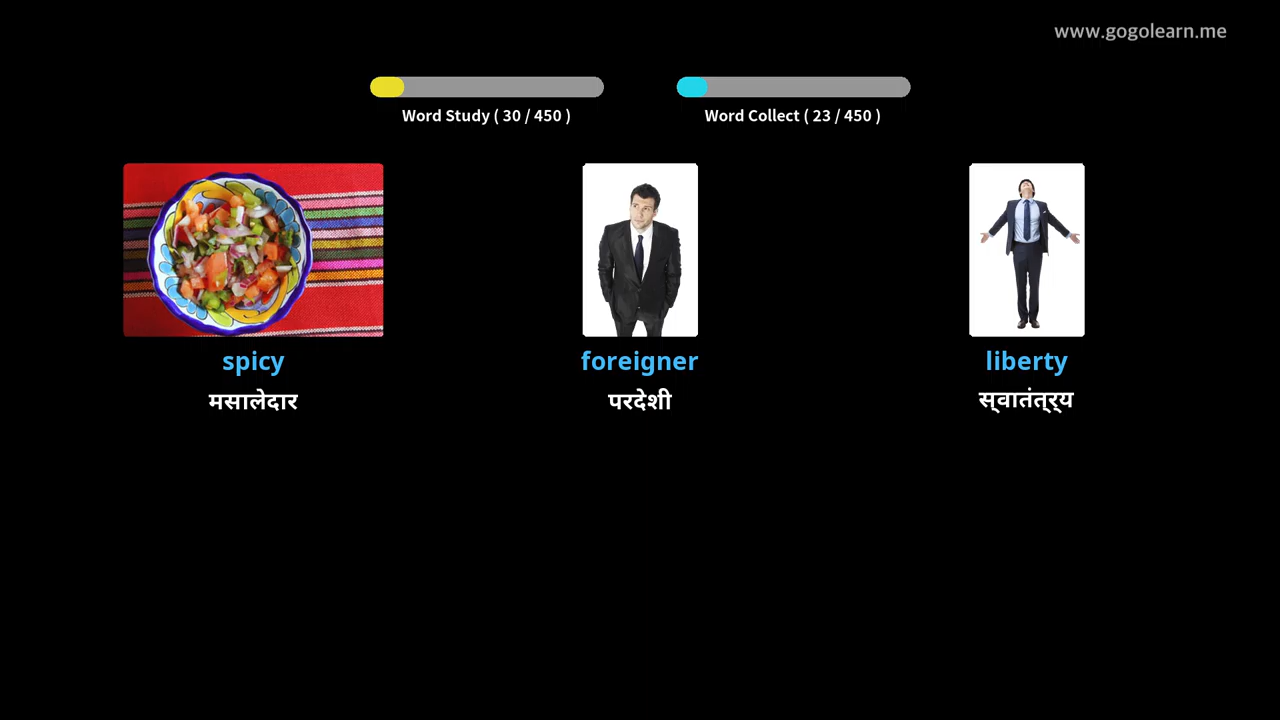 www.gogolearn.me
Word Study ( 30 / 450 )
Word Collect ( 23 / 450 )
spicy
foreigner
liberty
मसालेदार
परदेशी
स्वातंत्र्य